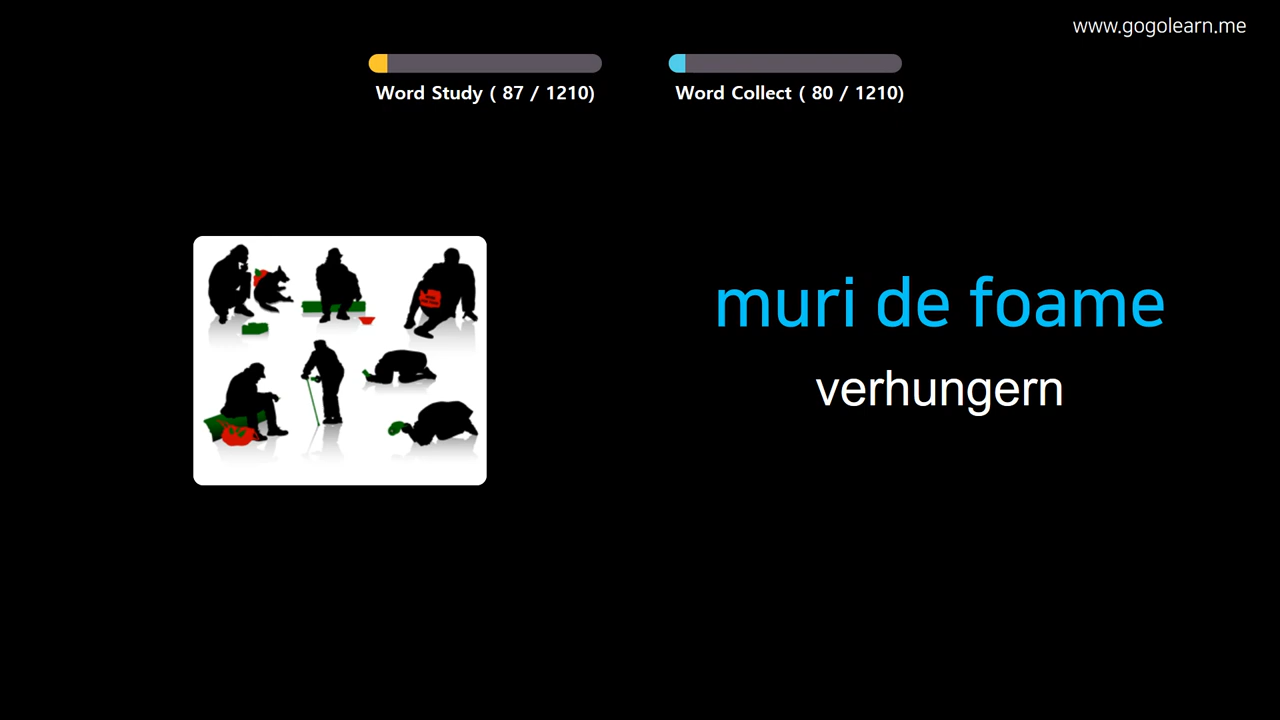 www.gogolearn.me
Word Study ( 87 / 1210)
Word Collect ( 80 / 1210)
muri de foame
verhungern